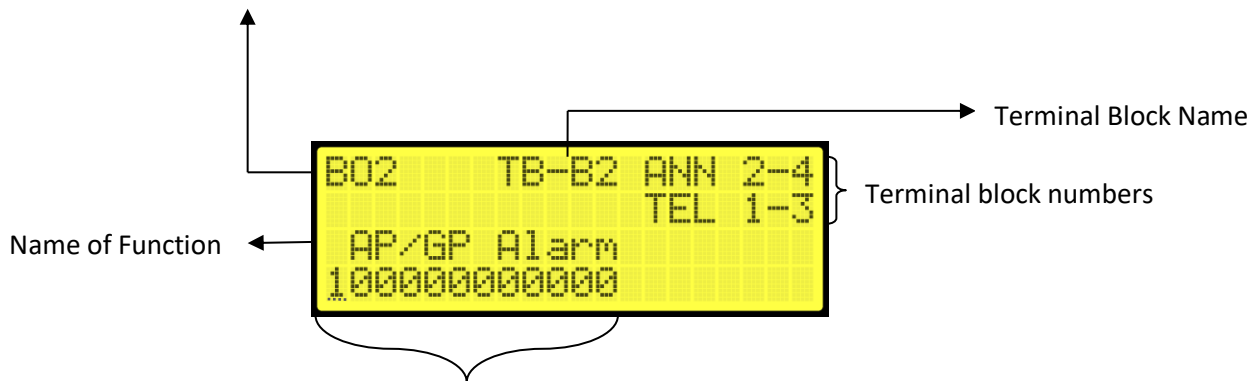 Terminal Block Name
BO2 TB-B2 ANN 2-4
TEL 1-3
Terminal block numbers
Name of Function
AP/GP Alarm
100000000000